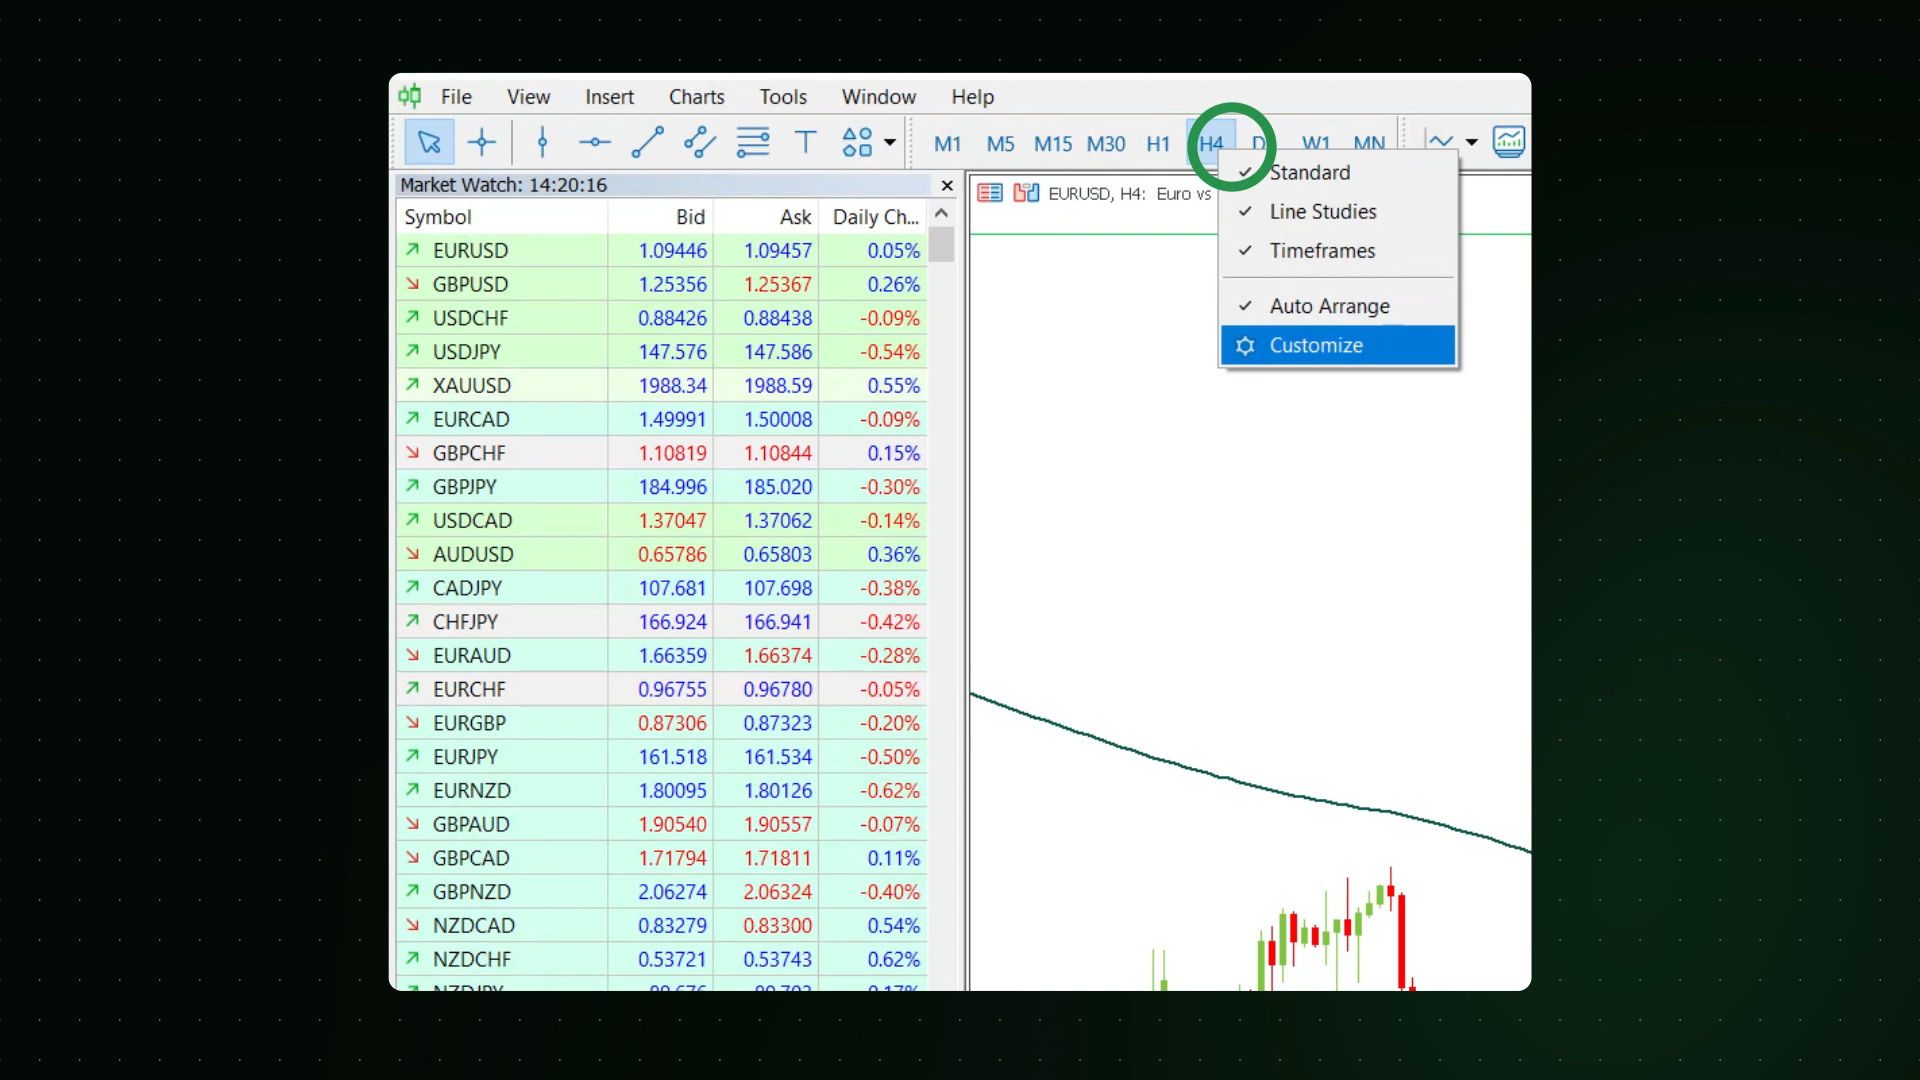 File View Insert Charts Tools Window Help
M1 M5 M15 M30 H1 H4 W1 MN
Market Watch: 14:20:16
EURUSD, H4: Euro vs
Standard
Line Studies
Timeframes
Auto Arrange
Customize
Symbol Bid Ask Daily Ch...
EURUSD 1.09446 1.09457 0.05%
GBPUSD 1.25356 1.25367 0.26%
USDCHF 0.88426 0.88438 -0.09%
USDJPY 147.576 147.586 -0.54%
XAUUSD 1988.34 1988.59 0.55%
EURCAD 1.49991 1.50008 -0.09%
GBPCHF 1.10819 1.10844 0.15%
GBPJPY 184.996 185.020 -0.30%
USDCAD 1.37047 1.37062 -0.14%
AUDUSD 0.65786 0.65803 0.36%
CADJPY 107.681 107.698 -0.38%
CHFJPY 166.924 166.941 -0.42%
EURAUD 1.66359 1.66374 -0.28%
EURCHF 0.96755 0.96780 -0.05%
EURGBP 0.87306 0.87323 -0.20%
EURJPY 161.518 161.534 -0.50%
EURNZD 1.80095 1.80126 -0.62%
GBPAUD 1.90540 1.90557 -0.07%
GBPCAD 1.71794 1.71811 0.11%
GBPNZD 2.06274 2.06324 -0.40%
NZDCAD 0.83279 0.83300 0.54%
NZDCHF 0.53721 0.53743 0.62%